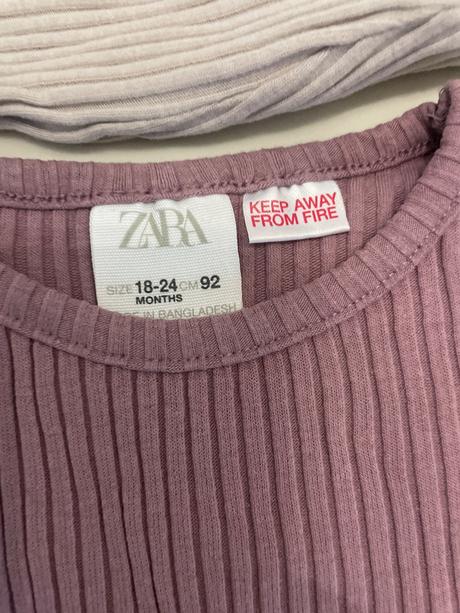 ZARA
SIZE 18-24 CM 92
MONTHS
IN BANGLADESH
KEEP AWAY
FROM FIRE